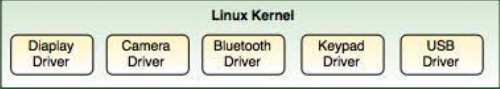 Linux Kernel
Diaplay
Driver
Camera
Driver
Bluetooth
Driver
Keypad
Driver
USB
Driver